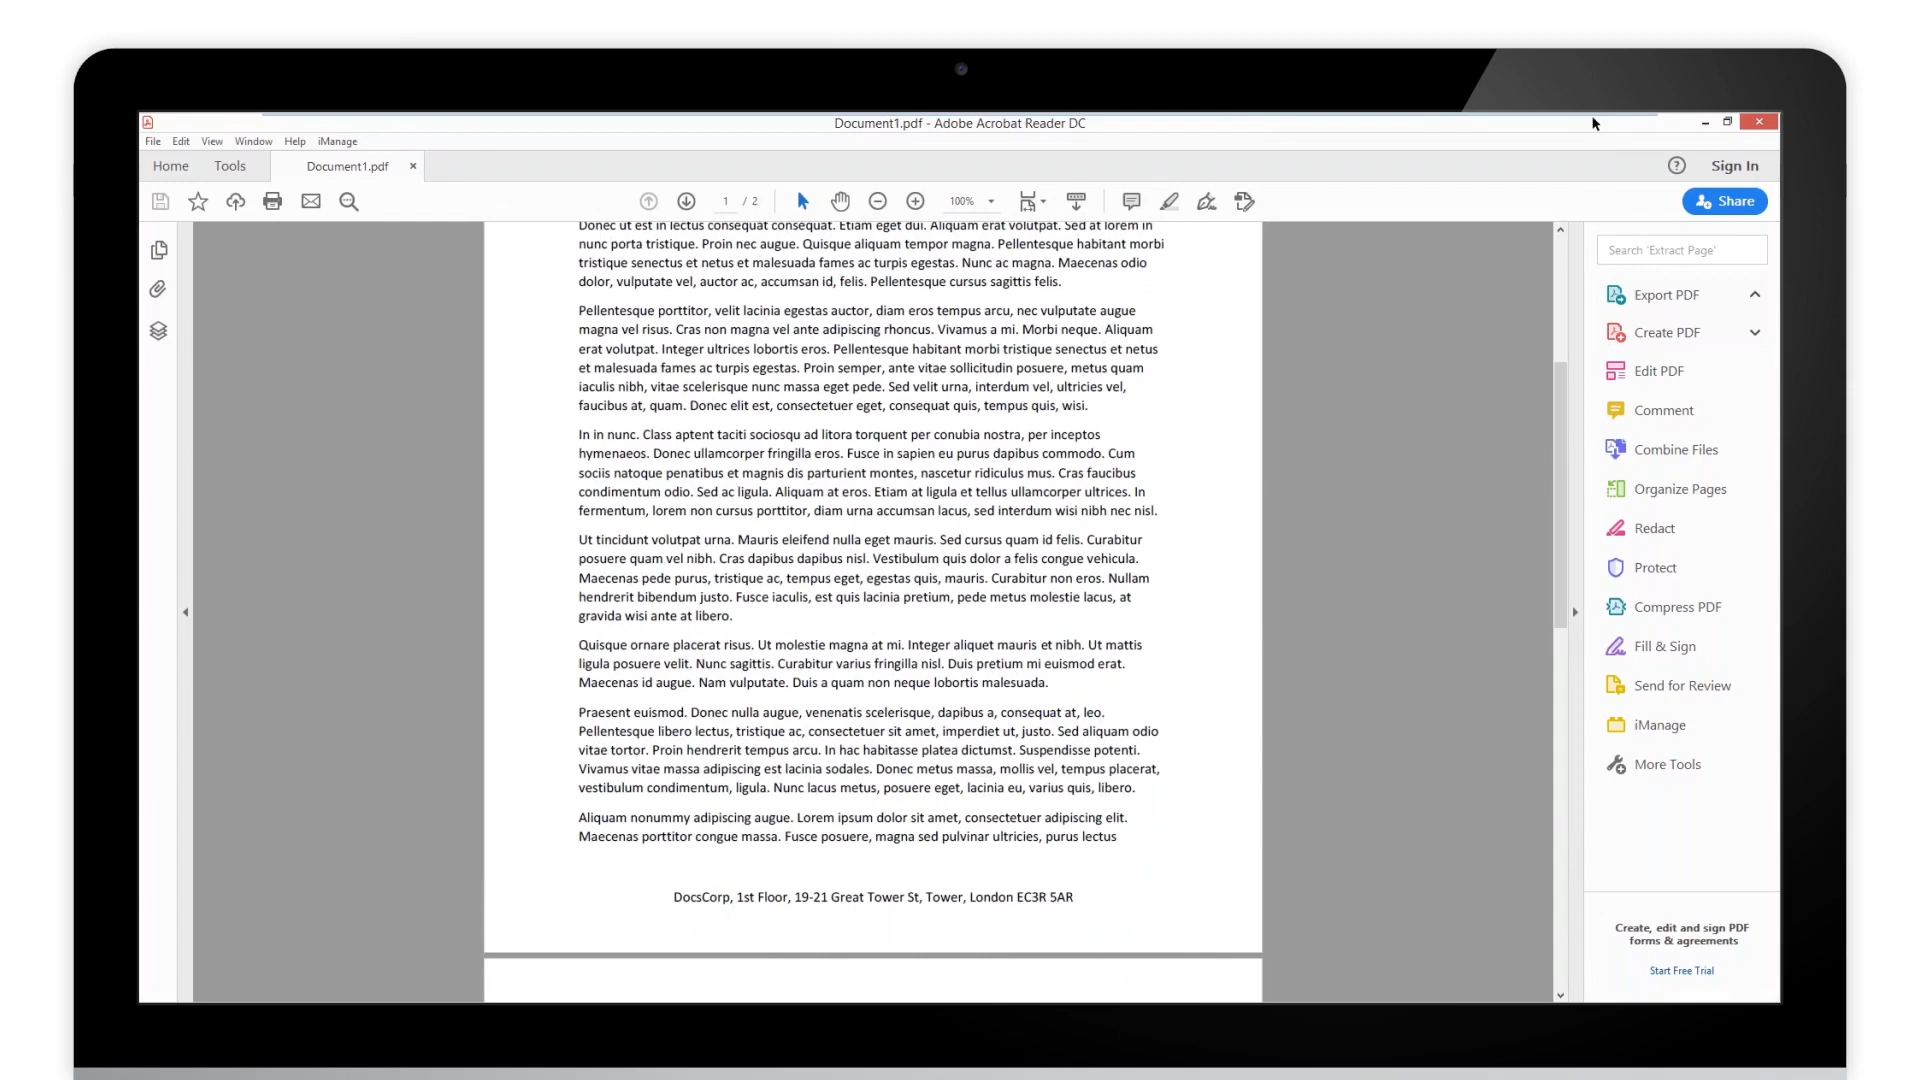 Document1.pdf - Adobe Acrobat Reader DC
File Edit View Window Help iManage
Home Tools Document1.pdf Sign In
1 / 2 100% Share
Donec ut est in lectus consequat consequat. Etiam eget dui. Aliquam erat volutpat. Sed at lorem in
nunc porta tristique. Proin nec augue. Quisque aliquam tempor magna. Pellentesque habitant morbi
tristique senectus et netus et malesuada fames ac turpis egestas. Nunc ac magna. Maecenas odio
dolor, vulputate vel, auctor ac, accumsan id, felis. Pellentesque cursus sagittis felis.
Pellentesque porttitor, velit lacinia egestas auctor, diam eros tempus arcu, nec vulputate augue
magna vel risus. Cras non magna vel ante adipiscing rhoncus. Vivamus a mi. Morbi neque. Aliquam
erat volutpat. Integer ultrices lobortis eros. Pellentesque habitant morbi tristique senectus et netus
et malesuada fames ac turpis egestas. Proin semper, ante vitae sollicitudin posuere, metus quam
iaculis nibh, vitae scelerisque nunc massa eget pede. Sed velit urna, interdum vel, ultricies vel,
faucibus at, quam. Donec elit est, consectetuer eget, consequat quis, tempus quis, wisi.
In in nunc. Class aptent taciti sociosqu ad litora torquent per conubia nostra, per inceptos
hymenaeos. Donec ullamcorper fringilla eros. Fusce in sapien eu purus dapibus commodo. Cum
sociis natoque penatibus et magnis dis parturient montes, nascetur ridiculus mus. Cras faucibus
condimentum odio. Sed ac ligula. Aliquam at eros. Etiam at ligula et tellus ullamcorper ultrices. In
fermentum, lorem non cursus porttitor, diam urna accumsan lacus, sed interdum wisi nibh nec nisl.
Ut tincidunt volutpat urna. Mauris eleifend nulla eget mauris. Sed cursus quam id felis. Curabitur
posuere quam vel nibh. Cras dapibus dapibus nisl. Vestibulum quis dolor a felis congue vehicula.
Maecenas pede purus, tristique ac, tempus eget, egestas quis, mauris. Curabitur non eros. Nullam
hendrerit bibendum justo. Fusce iaculis, est quis lacinia pretium, pede metus molestie lacus, at
gravida wisi ante at libero.
Quisque ornare placerat risus. Ut molestie magna at mi. Integer aliquet mauris et nibh. Ut mattis
ligula posuere velit. Nunc sagittis. Curabitur varius fringilla nisl. Duis pretium mi euismod erat.
Maecenas id augue. Nam vulputate. Duis a quam non neque lobortis malesuada.
Praesent euismod. Donec nulla augue, venenatis scelerisque, dapibus a, consequat at, leo.
Pellentesque libero lectus, tristique ac, consectetuer sit amet, imperdiet ut, justo. Sed aliquam odio
vitae tortor. Proin hendrerit tempus arcu. In hac habitasse platea dictumst. Suspendisse potenti.
Vivamus vitae massa adipiscing est lacinia sodales. Donec metus massa, mollis vel, tempus placerat,
vestibulum condimentum, ligula. Nunc lacus metus, posuere eget, lacinia eu, varius quis, libero.
Aliquam nonummy adipiscing augue. Lorem ipsum dolor sit amet, consectetuer adipiscing elit.
Maecenas porttitor congue massa. Fusce posuere, magna sed pulvinar ultricies, purus lectus
DocsCorp, 1st Floor, 19-21 Great Tower St, Tower, London EC3R 5AR
Search 'Extract Page'
Export PDF
Create PDF
Edit PDF
Comment
Combine Files
Organize Pages
Redact
Protect
Compress PDF
Fill & Sign
Send for Review
iManage
More Tools
Create, edit and sign PDF
forms & agreements
Start Free Trial